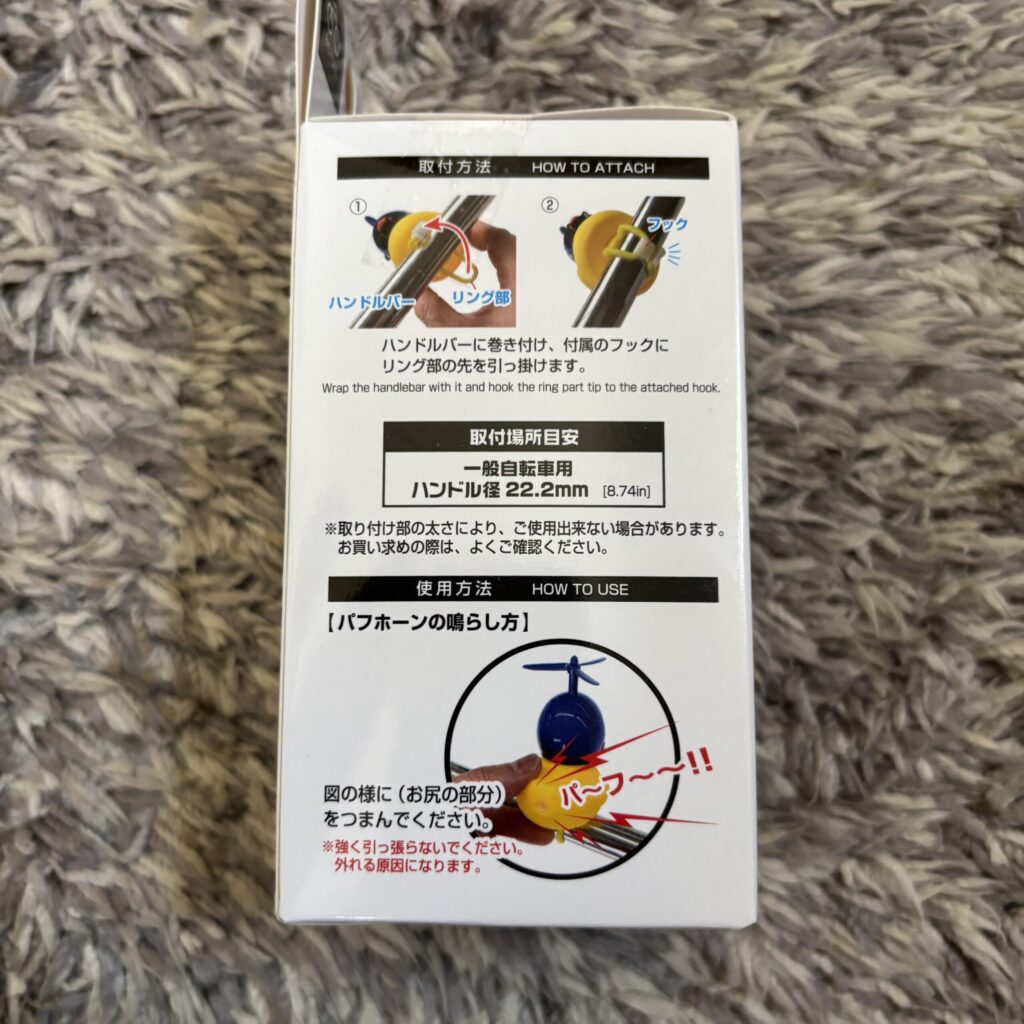 取付方法 HOW TO ATTACH
① ②
フック
ハンドルバー リング部
ハンドルバーに巻き付け、付属のフックに
リング部の先を引っ掛けます。
Wrap the handlebar with it and hook the ring part tip to the attached hook.
取付場所目安
一般自転車用
ハンドル径 22.2mm [8.74in]
※取り付け部の太さにより、ご使用出来ない場合があります。
お買い求めの際は、よくご確認ください。
使用方法 HOW TO USE
【パフホーンの鳴らし方】
パ〜フ〜〜!!
図の様に（お尻の部分）
をつまんでください。
※強く引っ張らないでください。
外れる原因になります。